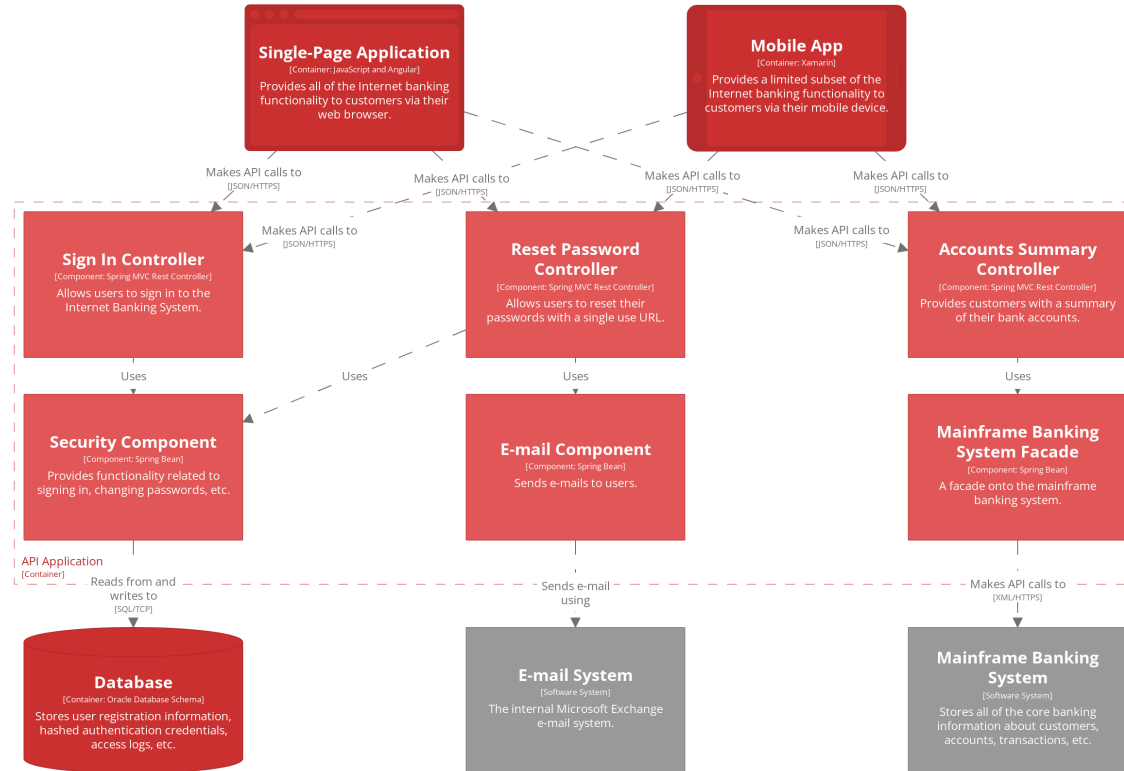 Single-Page Application
[Container: JavaScript and Angular]
Provides all of the Internet banking
functionality to customers via their
web browser.
Mobile App
[Container: Xamarin]
Provides a limited subset of the
Internet banking functionality to
customers via their mobile device.
Makes API calls to
[JSON/HTTPS]
Makes API calls to
[JSON/HTTPS]
Makes API calls to
[JSON/HTTPS]
Makes API calls to
[JSON/HTTPS]
Makes API calls to
[JSON/HTTPS]
Makes API calls to
[JSON/HTTPS]
Sign In Controller
[Component: Spring MVC Rest Controller]
Allows users to sign in to the
Internet Banking System.
Reset Password
Controller
[Component: Spring MVC Rest Controller]
Allows users to reset their
passwords with a single use URL.
Accounts Summary
Controller
[Component: Spring MVC Rest Controller]
Provides customers with a summary
of their bank accounts.
Uses
Uses
Uses
Uses
Security Component
[Component: Spring Bean]
Provides functionality related to
signing in, changing passwords, etc.
E-mail Component
[Component: Spring Bean]
Sends e-mails to users.
Mainframe Banking
System Facade
[Component: Spring Bean]
A facade onto the mainframe
banking system.
API Application
[Container]
Reads from and
writes to
[SQL/TCP]
Sends e-mail
using
Makes API calls to
[XML/HTTPS]
Database
[Container: Oracle Database Schema]
Stores user registration information,
hashed authentication credentials,
access logs, etc.
E-mail System
[Software System]
The internal Microsoft Exchange
e-mail system.
Mainframe Banking
System
[Software System]
Stores all of the core banking
information about customers,
accounts, transactions, etc.